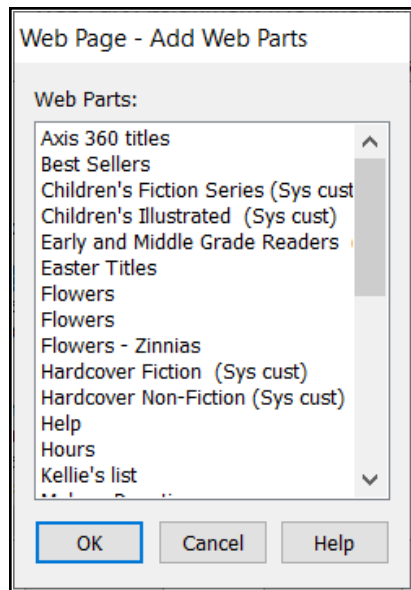 Web Page - Add Web Parts
Web Parts:
Axis 360 titles
Best Sellers
Children's Fiction Series (Sys cust
Children's Illustrated (Sys cust)
Early and Middle Grade Readers (
Easter Titles
Flowers
Flowers
Flowers - Zinnias
Hardcover Fiction (Sys cust)
Hardcover Non-Fiction (Sys cust)
Help
Hours
Kellie's list
OK Cancel Help